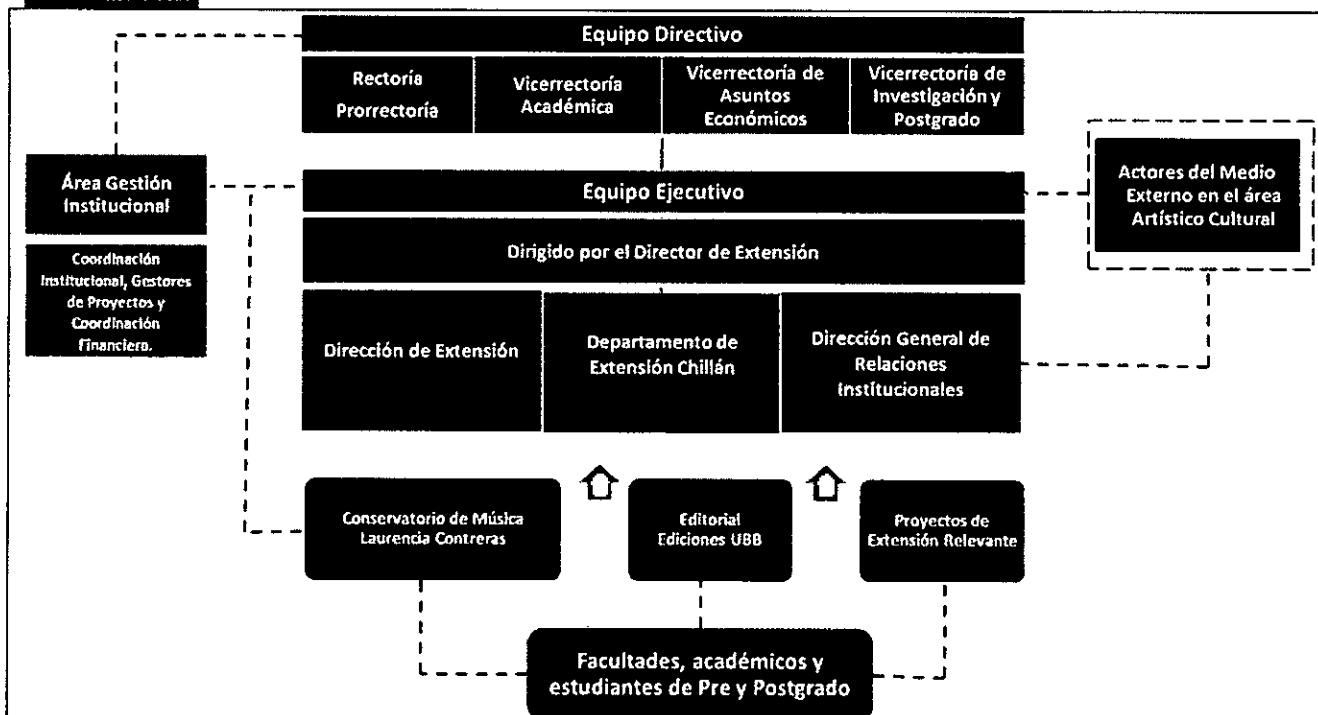 Equipo Directivo
Rectoría
Prorrectoría
Vicerrectoría
Académica
Vicerrectoría de
Asuntos
Económicos
Vicerrectoría de
Investigación y
Postgrado
Área Gestión
Institucional
Coordinación
Institucional, Gestores
de Proyectos y
Coordinación
Financiera.
Equipo Ejecutivo
Dirigido por el Director de Extensión
Dirección de Extensión
Departamento de
Extensión Chillán
Dirección General de
Relaciones
Institucionales
Actores del Medio
Externo en el área
Artístico Cultural
Conservatorio de Música
Laurencia Contreras
Editorial
Ediciones UBB
Proyectos de
Extensión Relevante
Facultades, académicos y
estudiantes de Pre y Postgrado